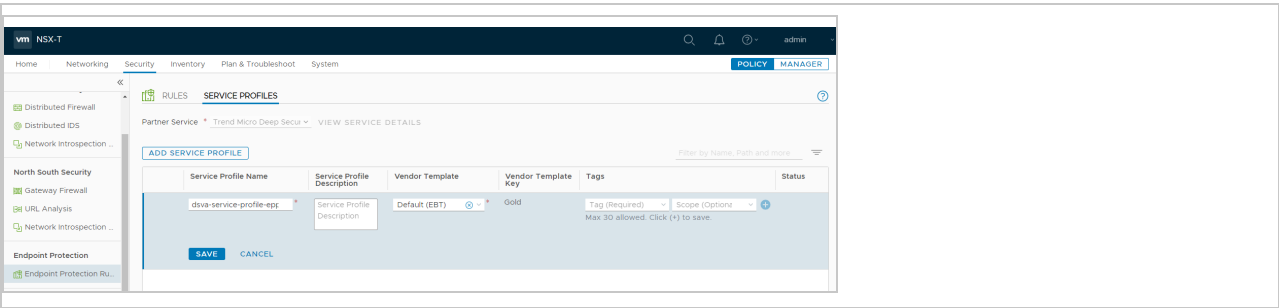 vm NSX-T admin
Home Networking Security Inventory Plan & Troubleshoot System POLICY MANAGER
Distributed Firewall
Distributed IDS
Network Introspection ...
North South Security
Gateway Firewall
URL Analysis
Network Introspection ...
Endpoint Protection
Endpoint Protection Ru...
RULES SERVICE PROFILES
Partner Service * Trend Micro Deep Secu VIEW SERVICE DETAILS
ADD SERVICE PROFILE Filter by Name, Path and more
Service Profile Name Service Profile Description Vendor Template Vendor Template Key Tags Status
dsva-service-profile-epp * Service Profile Description Default (EBT) * Gold Tag (Required) Scope (Optiona
Max 30 allowed. Click (+) to save.
SAVE CANCEL